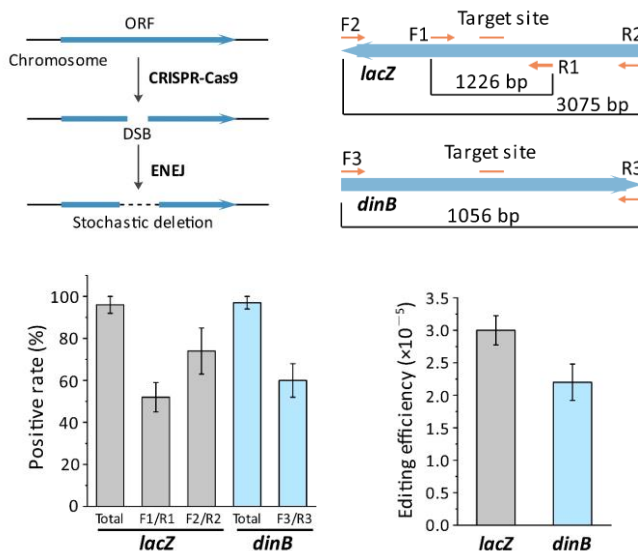 ORF
Chromosome
CRISPR-Cas9
DSB
ENEJ
Stochastic deletion
F2 F1 Target site R2
lacZ
R1
1226 bp
3075 bp
F3 Target site R3
dinB
1056 bp
Positive rate (%)
100
80
60
40
80
0
Total F1/R1 F2/R2 Total F3/R3
lacZ dinB
Editing efficiency (×10⁻⁵)
3.5
3.0
2.5
2.0
1.5
1.0
0.5
0.0
lacZ dinB